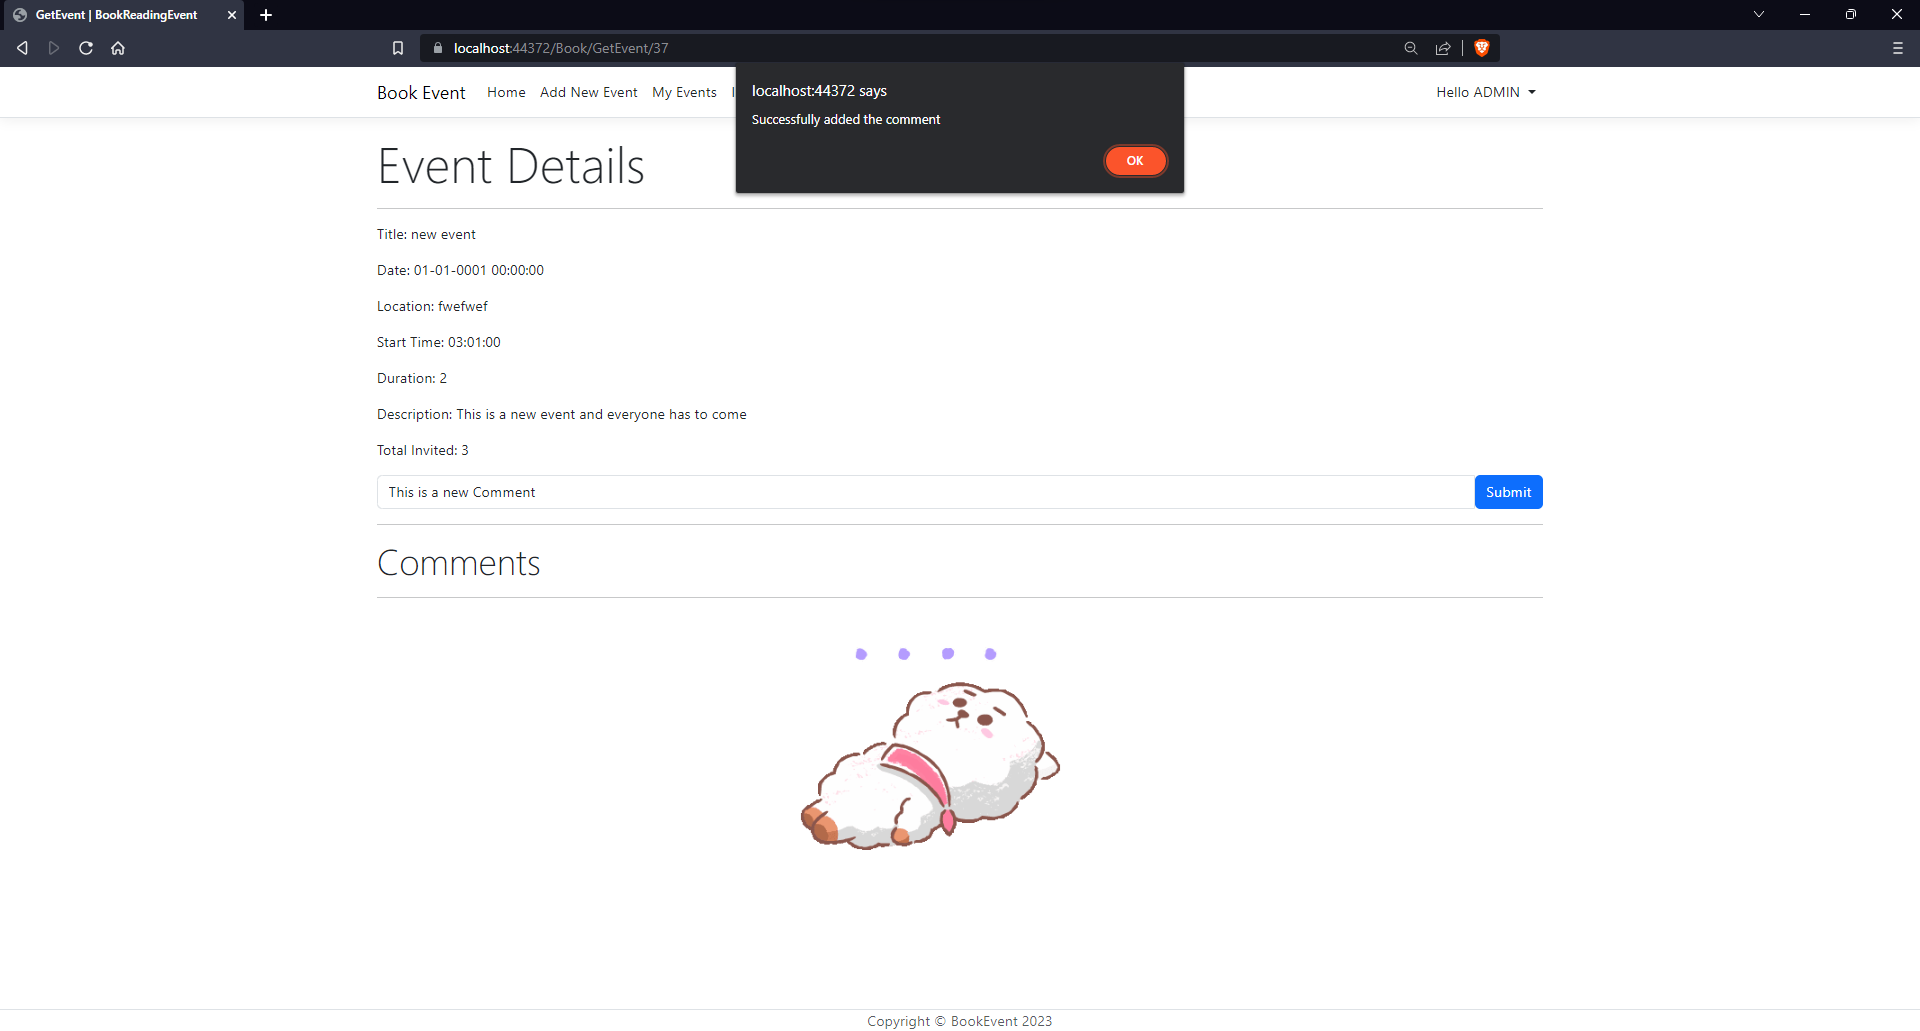 GetEvent | BookReadingEvent
localhost:44372/Book/GetEvent/37
localhost:44372 says
Successfully added the comment
OK
Book Event Home Add New Event My Events
Hello ADMIN
Event Details
Title: new event
Date: 01-01-0001 00:00:00
Location: fwefwef
Start Time: 03:01:00
Duration: 2
Description: This is a new event and everyone has to come
Total Invited: 3
This is a new Comment
Submit
Comments
Copyright © BookEvent 2023